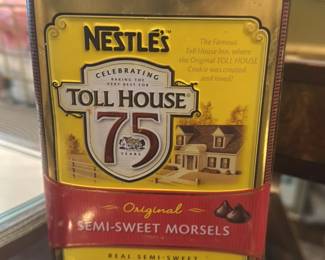 NESTLÉ'S
The Famous
Toll House Inn, where
the Original TOLL HOUSE
Cookie was created
and loved!
CELEBRATING
BAKING THE
VERY BEST FOR
TOLL HOUSE
75
YEARS
Original
SEMI-SWEET MORSELS
REAL SEMI-SWEET